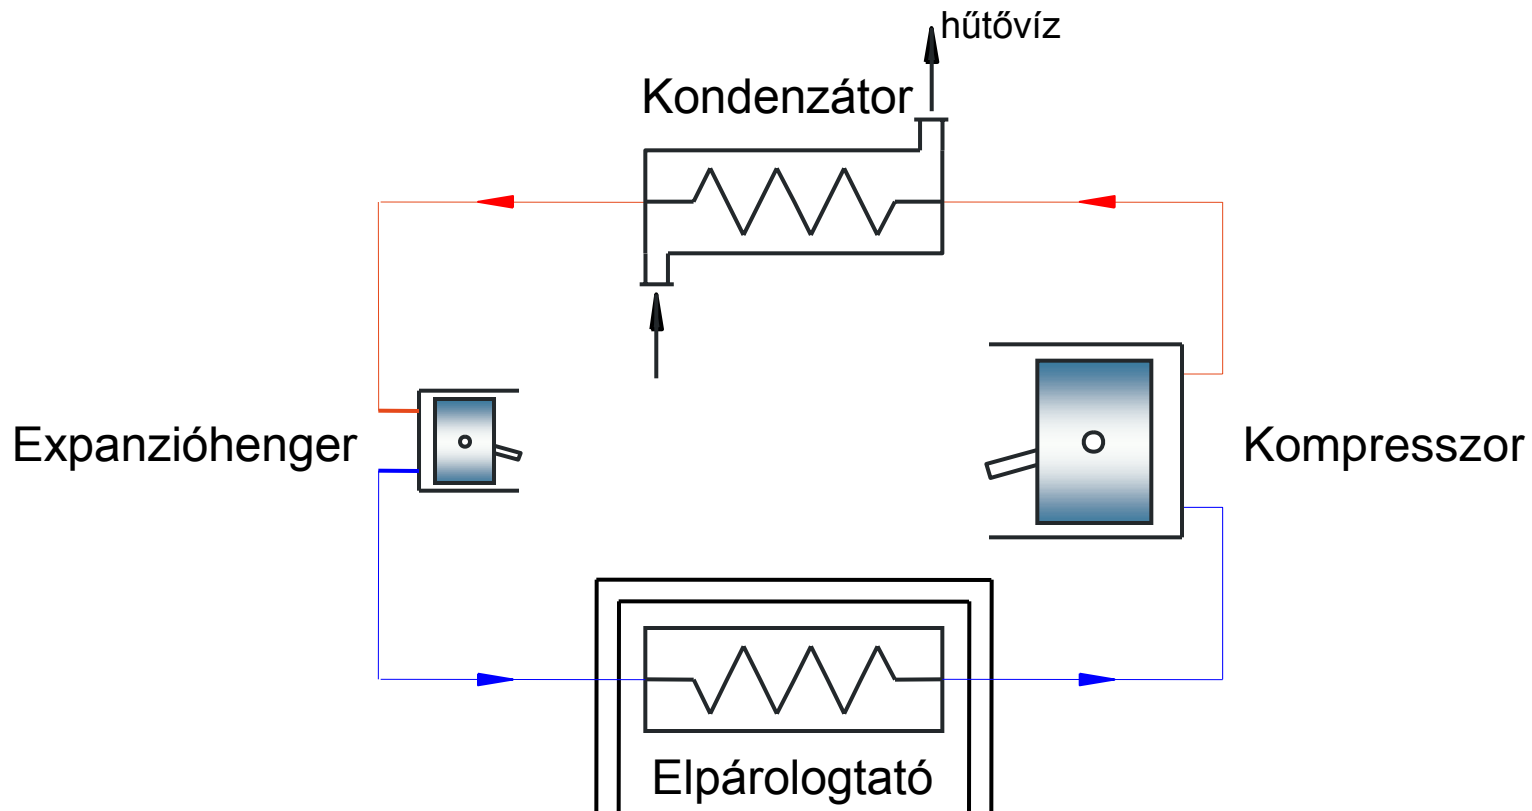 hűtővíz
Kondenzátor
Expanzióhenger
Kompresszor
Elpárologtató